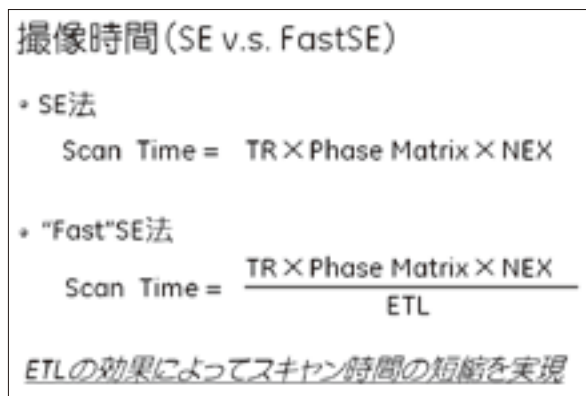 撮像時間(SE v.s. FastSE)
• SE法
Scan Time = TR×Phase Matrix×NEX
• "Fast"SE法
Scan Time = TR×Phase Matrix×NEX
ETL
ETLの効果によってスキャン時間の短縮を実現